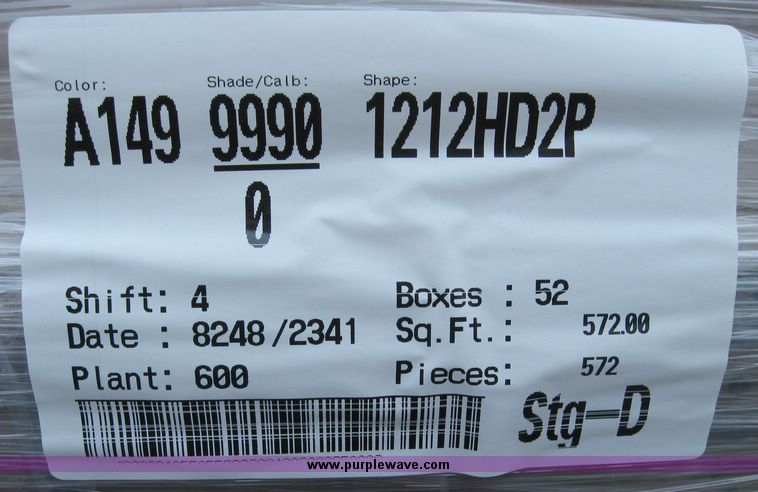 Color: Shade/Calb: Shape:
A149 9990 1212HD2P
0
Shift: 4 Boxes : 52
Date : 8248/2341 Sq.Ft.: 572.00
Plant: 600 Pieces: 572
Stg-D
www.purplewave.com